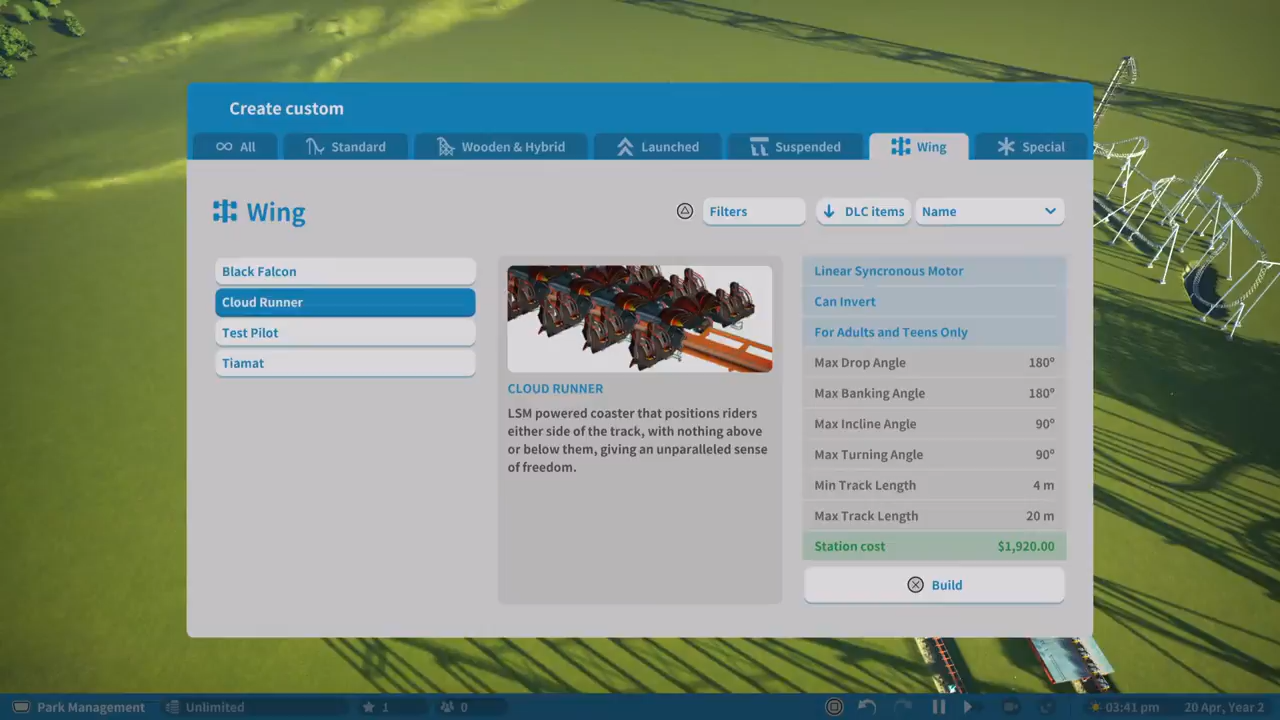 Create custom
All
Standard
Wooden & Hybrid
Launched
Suspended
Wing
Special
Wing
Filters
DLC items
Name
Black Falcon
Cloud Runner
Test Pilot
Tiamat
CLOUD RUNNER
LSM powered coaster that positions riders
either side of the track, with nothing above
or below them, giving an unparalleled sense
of freedom.
Linear Syncronous Motor
Can Invert
For Adults and Teens Only
Max Drop Angle 180º
Max Banking Angle 180º
Max Incline Angle 90º
Max Turning Angle 90º
Min Track Length 4 m
Max Track Length 20 m
Station cost $1,920.00
Build
Park Management Unlimited 1 0 03:41 pm 20 Apr, Year 2